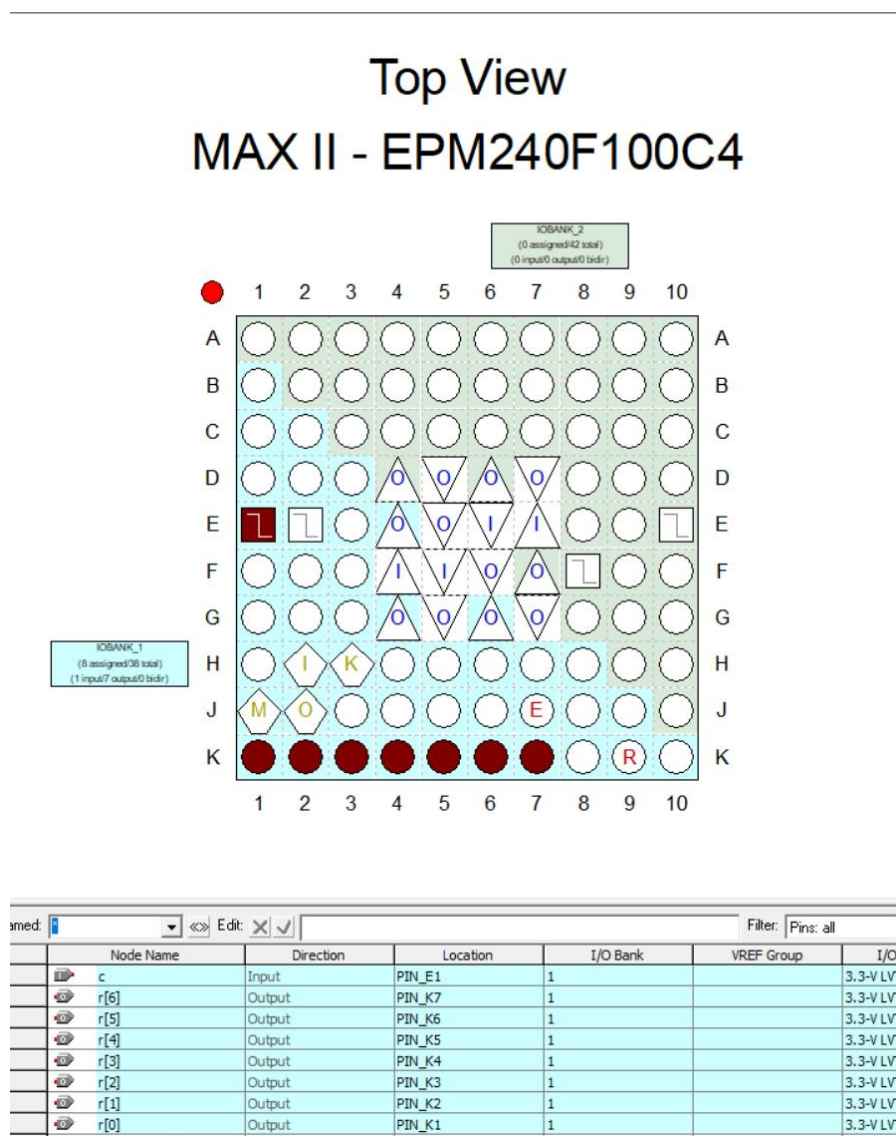 Top View
MAX II - EPM240F100C4
IOBANK_2
(0 assigned/42 total)
(0 input/0 output/0 bidir)
1 2 3 4 5 6 7 8 9 10
A A
B B
C C
D O O O O D
E O O I I E
F I I O O F
G O O O O G
IOBANK_1
(8 assigned/38 total)
(1 input/7 output/0 bidir)
H I K H
J M O E J
K R K
1 2 3 4 5 6 7 8 9 10
amed: * <<>> Edit: Filter: Pins: all
Node Name Direction Location I/O Bank VREF Group I/O
c Input PIN_E1 1 3.3-V LV
r[6] Output PIN_K7 1 3.3-V LV
r[5] Output PIN_K6 1 3.3-V LV
r[4] Output PIN_K5 1 3.3-V LV
r[3] Output PIN_K4 1 3.3-V LV
r[2] Output PIN_K3 1 3.3-V LV
r[1] Output PIN_K2 1 3.3-V LV
r[0] Output PIN_K1 1 3.3-V LV